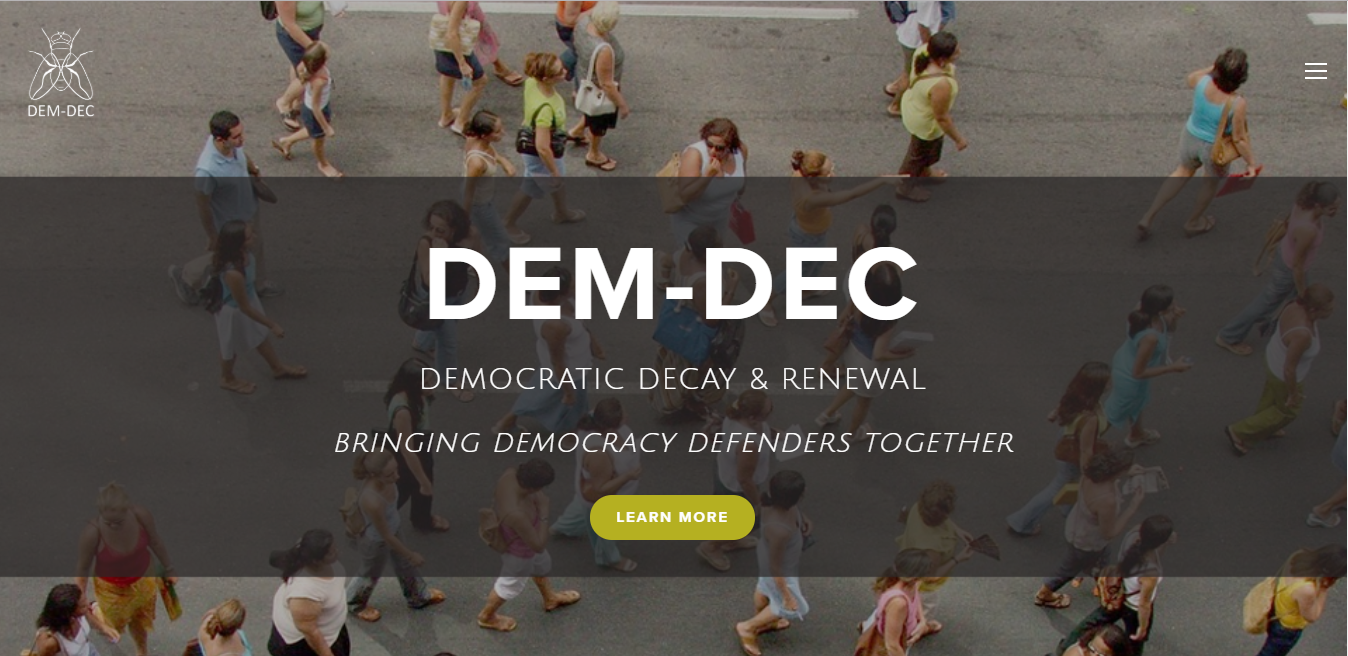 DEM-DEC
DEM-DEC
DEMOCRATIC DECAY & RENEWAL
BRINGING DEMOCRACY DEFENDERS TOGETHER
LEARN MORE